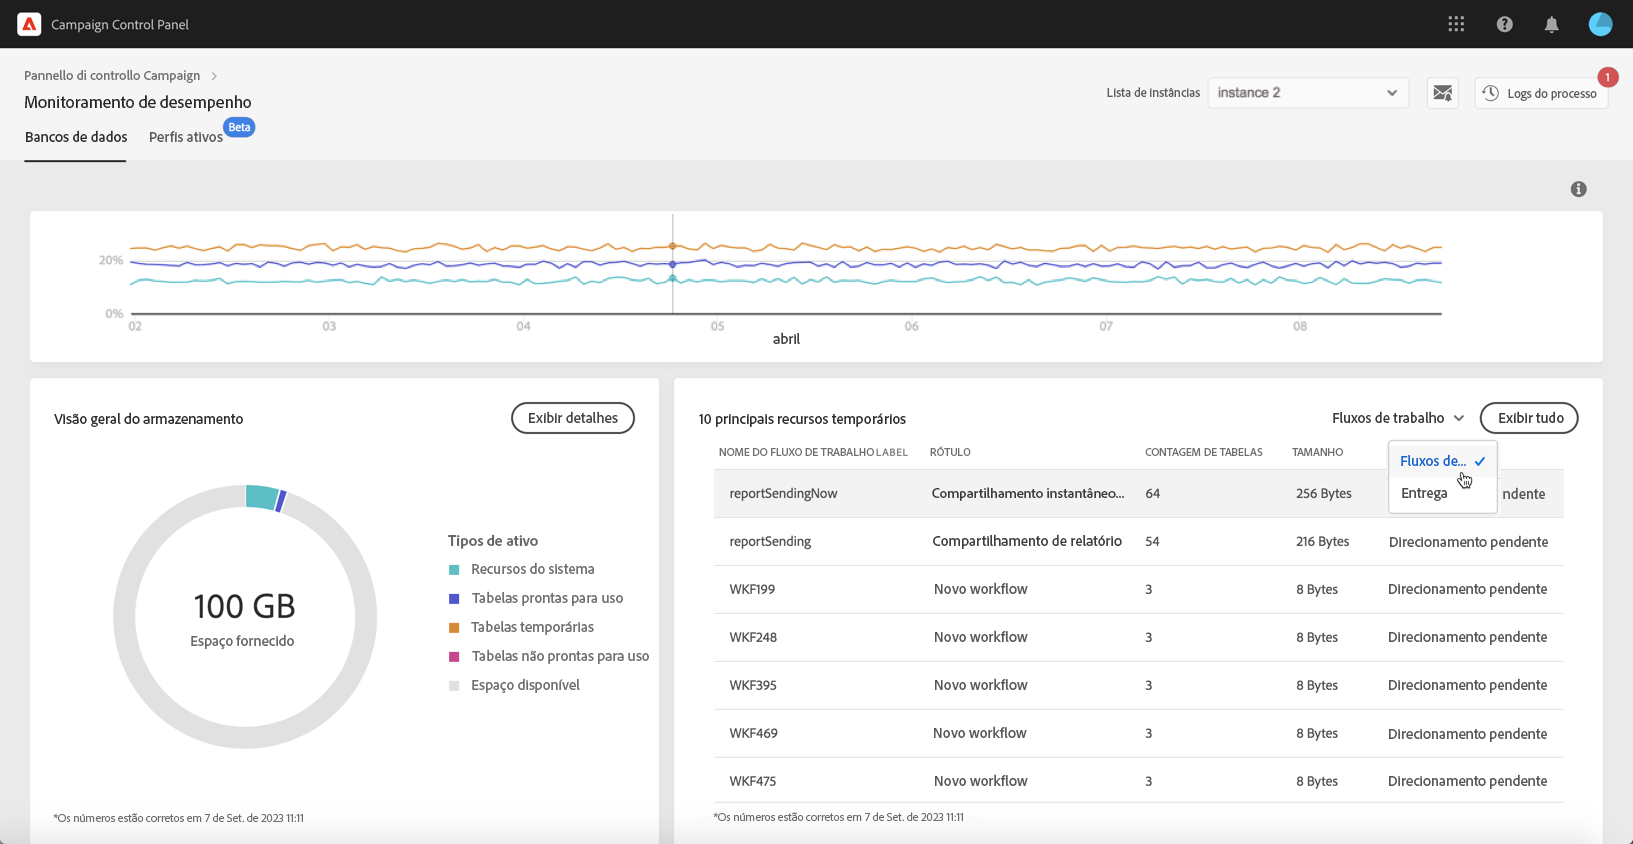 Campaign Control Panel
Pannello di controllo Campaign
Monitoramento de desempenho
Lista de instâncias
instance 2
Logs do processo
1
Bancos de dados
Perfis ativos
Beta
20%
0%
02
03
04
05
06
07
08
abril
Visão geral do armazenamento
Exibir detalhes
100 GB
Espaço fornecido
Tipos de ativo
Recursos do sistema
Tabelas prontas para uso
Tabelas temporárias
Tabelas não prontas para uso
Espaço disponível
*Os números estão corretos em 7 de Set. de 2023 11:11
10 principais recursos temporários
Fluxos de trabalho
Exibir tudo
Fluxos de...
Entrega
NOME DO FLUXO DE TRABALHO LABEL RÓTULO CONTAGEM DE TABELAS TAMANHO
reportSendingNow Compartilhamento instantâneo... 64 256 Bytes ndente
reportSending Compartilhamento de relatório 54 216 Bytes Direcionamento pendente
WKF199 Novo workflow 3 8 Bytes Direcionamento pendente
WKF248 Novo workflow 3 8 Bytes Direcionamento pendente
WKF395 Novo workflow 3 8 Bytes Direcionamento pendente
WKF469 Novo workflow 3 8 Bytes Direcionamento pendente
WKF475 Novo workflow 3 8 Bytes Direcionamento pendente
*Os números estão corretos em 7 de Set. de 2023 11:11